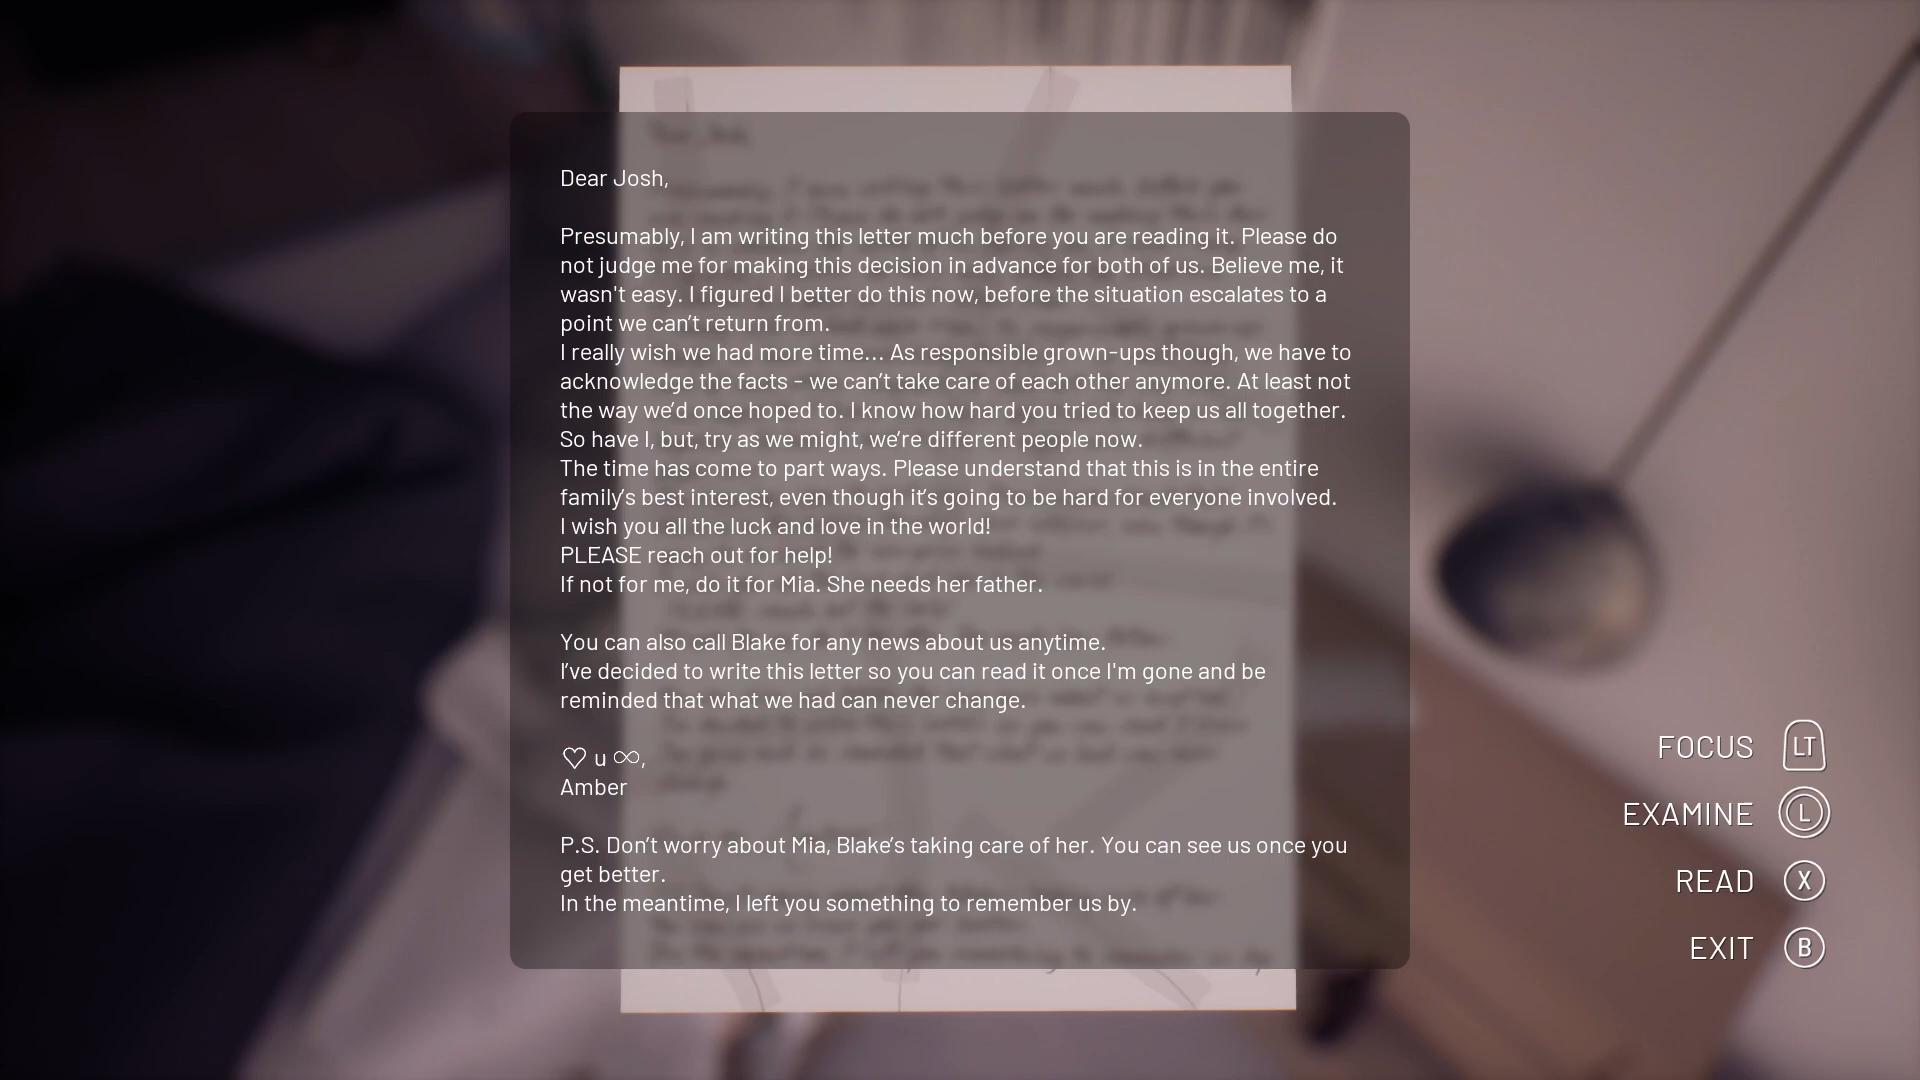 Dear Josh,
Presumably, I am writing this letter much before you are reading it. Please do
not judge me for making this decision in advance for both of us. Believe me, it
wasn't easy. I figured I better do this now, before the situation escalates to a
point we can’t return from.
I really wish we had more time... As responsible grown-ups though, we have to
acknowledge the facts - we can’t take care of each other anymore. At least not
the way we’d once hoped to. I know how hard you tried to keep us all together.
So have I, but, try as we might, we’re different people now.
The time has come to part ways. Please understand that this is in the entire
family’s best interest, even though it’s going to be hard for everyone involved.
I wish you all the luck and love in the world!
PLEASE reach out for help!
If not for me, do it for Mia. She needs her father.
You can also call Blake for any news about us anytime.
I’ve decided to write this letter so you can read it once I'm gone and be
reminded that what we had can never change.
♡ u ∞,
Amber
P.S. Don’t worry about Mia, Blake’s taking care of her. You can see us once you
get better.
In the meantime, I left you something to remember us by.
FOCUS LT
EXAMINE L
READ X
EXIT B